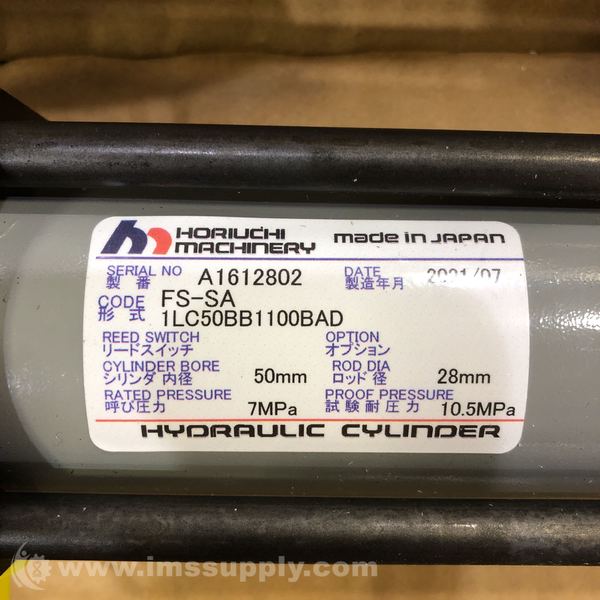 HORIUCHI
MACHINERY
made in JAPAN
SERIAL NO A1612802 DATE 2021/07
製番 製造年月
CODE FS-SA
形式 1LC50BB1100BAD
REED SWITCH OPTION
リードスイッチ オプション
CYLINDER BORE ROD DIA
シリンダ内径 50mm ロッド径 28mm
RATED PRESSURE PROOF PRESSURE
呼び圧力 7MPa 試験耐圧力 10.5MPa
HYDRAULIC CYLINDER
www.imssupply.com